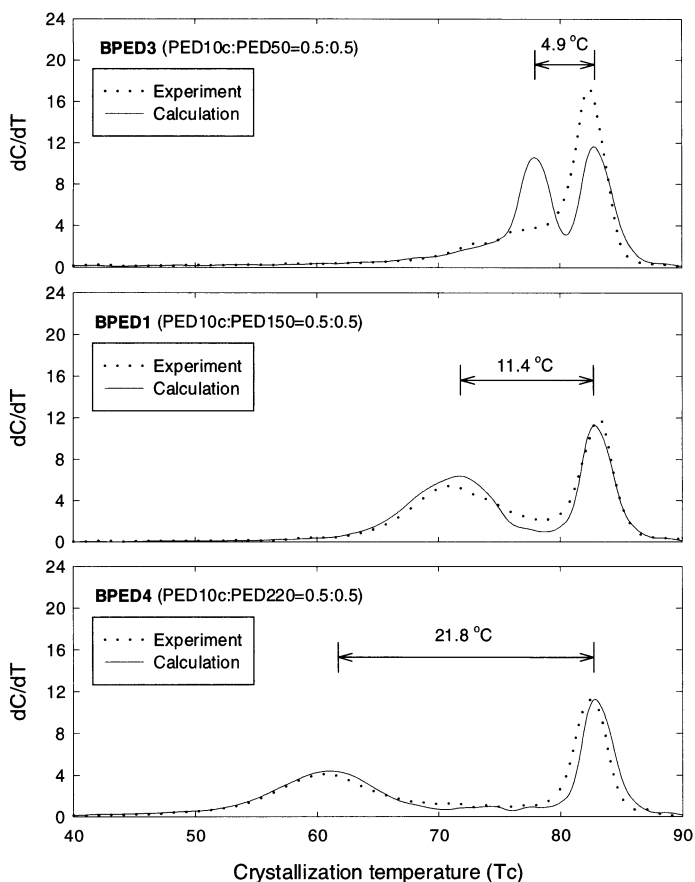 24
BPED3 (PED10c:PED50=0.5:0.5)
4.9 °C
20
Experiment
16
Calculation
dC/dT
12
8
4
0
24
BPED1 (PED10c:PED150=0.5:0.5)
20
Experiment
11.4 °C
16
Calculation
dC/dT
12
8
4
0
24
BPED4 (PED10c:PED220=0.5:0.5)
20
Experiment
21.8 °C
16
Calculation
dC/dT
12
8
4
0
40 50 60 70 80 90
Crystallization temperature (Tc)